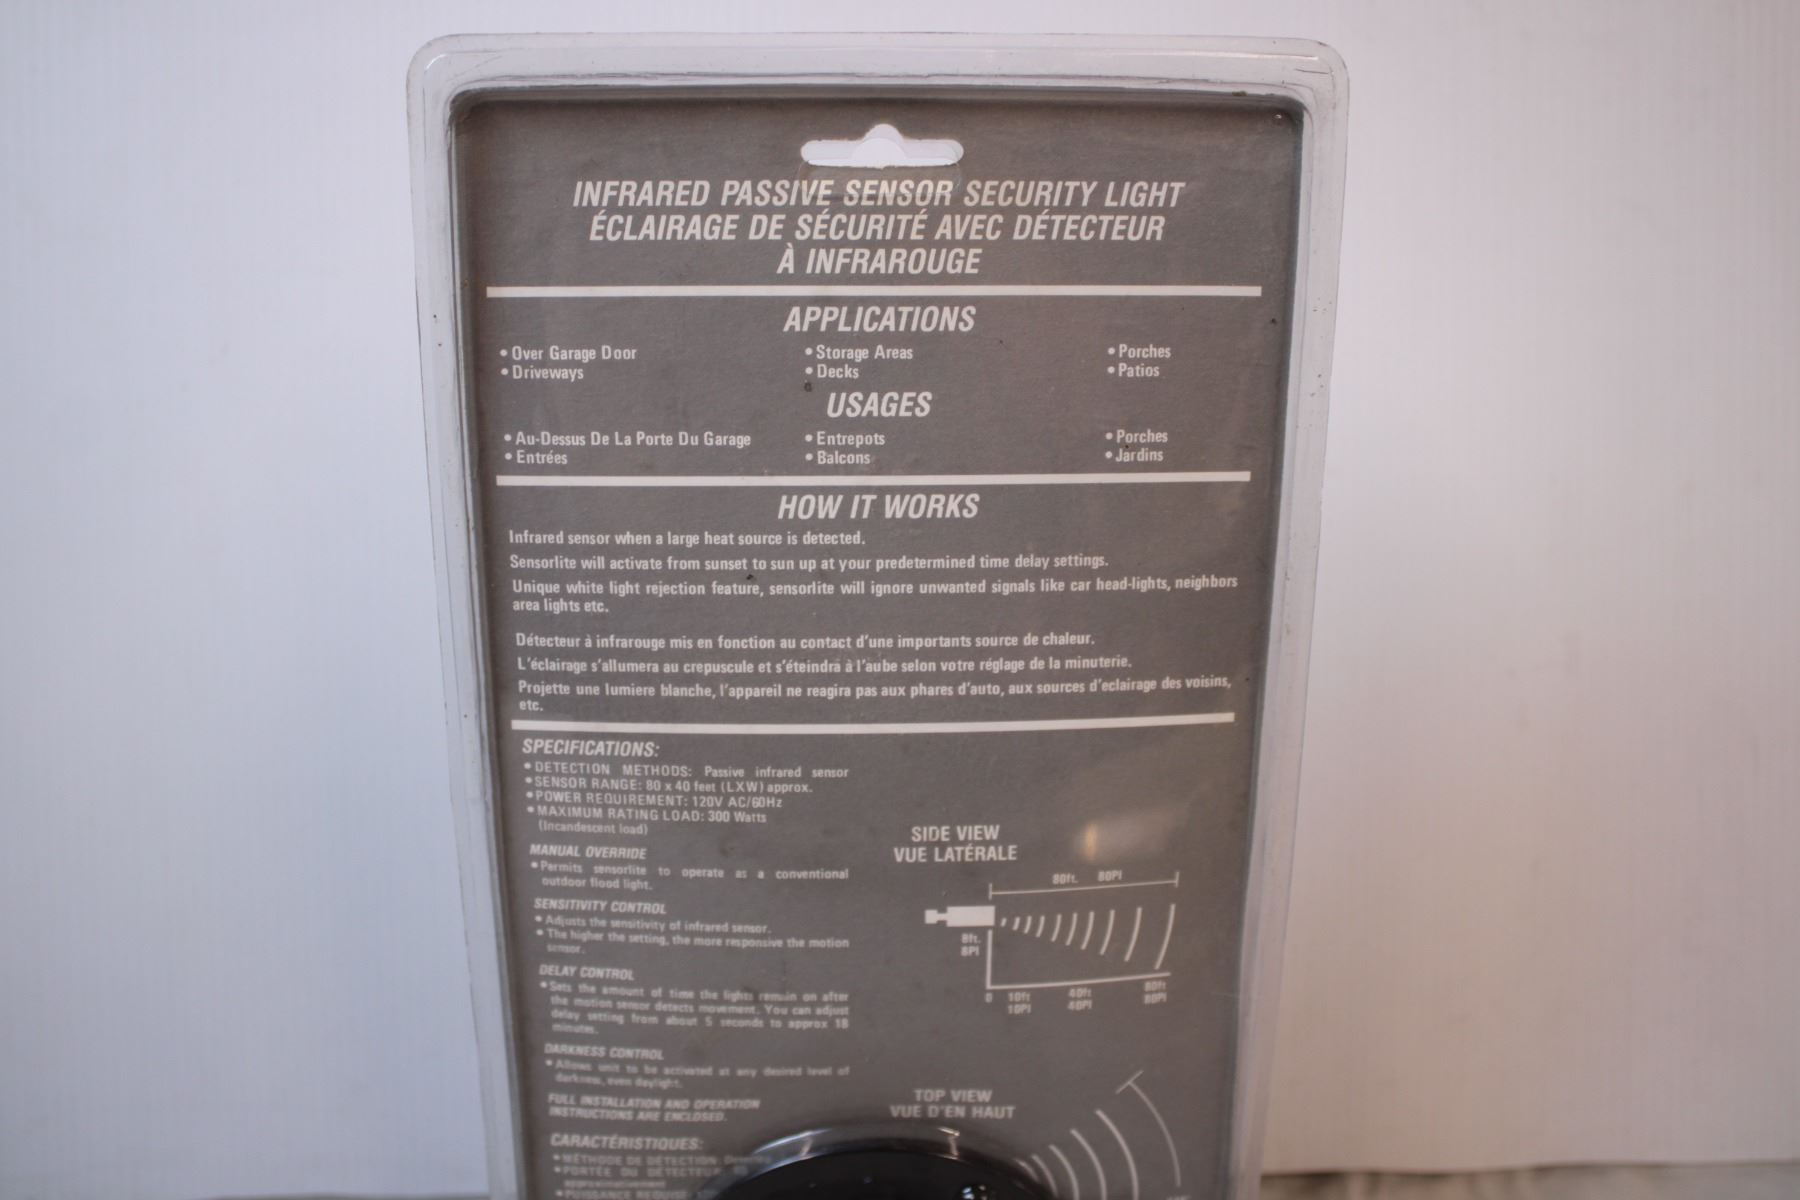 INFRARED PASSIVE SENSOR SECURITY LIGHT
ÉCLAIRAGE DE SÉCURITÉ AVEC DÉTECTEUR
À INFRAROUGE
APPLICATIONS
• Over Garage Door • Storage Areas • Porches
• Driveways • Decks • Patios
USAGES
• Au-Dessus De La Porte Du Garage • Entrepots • Porches
• Entrées • Balcons • Jardins
HOW IT WORKS
Infrared sensor when a large heat source is detected.
Sensorlite will activate from sunset to sun up at your predetermined time delay settings.
Unique white light rejection feature, sensorlite will ignore unwanted signals like car head-lights, neighbors
area lights etc.
Détecteur à infrarouge mis en fonction au contact d'une importants source de chaleur.
L'éclairage s'allumera au crepuscule et s'éteindra à l'aube selon votre réglage de la minuterie.
Projette une lumiere blanche, l'appareil ne reagira pas aux phares d'auto, aux sources d'eclairage des voisins,
etc.
SPECIFICATIONS:
• DETECTION METHODS: Passive infrared sensor
• SENSOR RANGE: 80 x 40 feet (LXW) approx.
• POWER REQUIREMENT: 120V AC/60Hz
• MAXIMUM RATING LOAD: 300 Watts
(Incandescent load)
MANUAL OVERRIDE
• Permits sensorlite to operate as a conventional
outdoor flood light.
SENSITIVITY CONTROL
• Adjusts the sensitivity of infrared sensor.
• The higher the setting, the more responsive the motion
sensor.
DELAY CONTROL
• Sets the amount of time the lights remain on after
the motion sensor detects movement. You can adjust
delay setting from about 5 seconds to approx 18
minutes.
DARKNESS CONTROL
• Allows unit to be activated at any desired level of
darkness, even daylight.
FULL INSTALLATION AND OPERATION
INSTRUCTIONS ARE ENCLOSED.
CARACTÉRISTIQUES:
• MÉTHODE DE DÉTECTION:
• PORTÉE DU DÉTECTEUR:
approximativement
• PUISSANCE REQUISE:
SIDE VIEW
VUE LATÉRALE
80ft. 80PI
8ft.
8PI
0 10ft 40ft 80ft
10PI 40PI 80PI
TOP VIEW
VUE D'EN HAUT